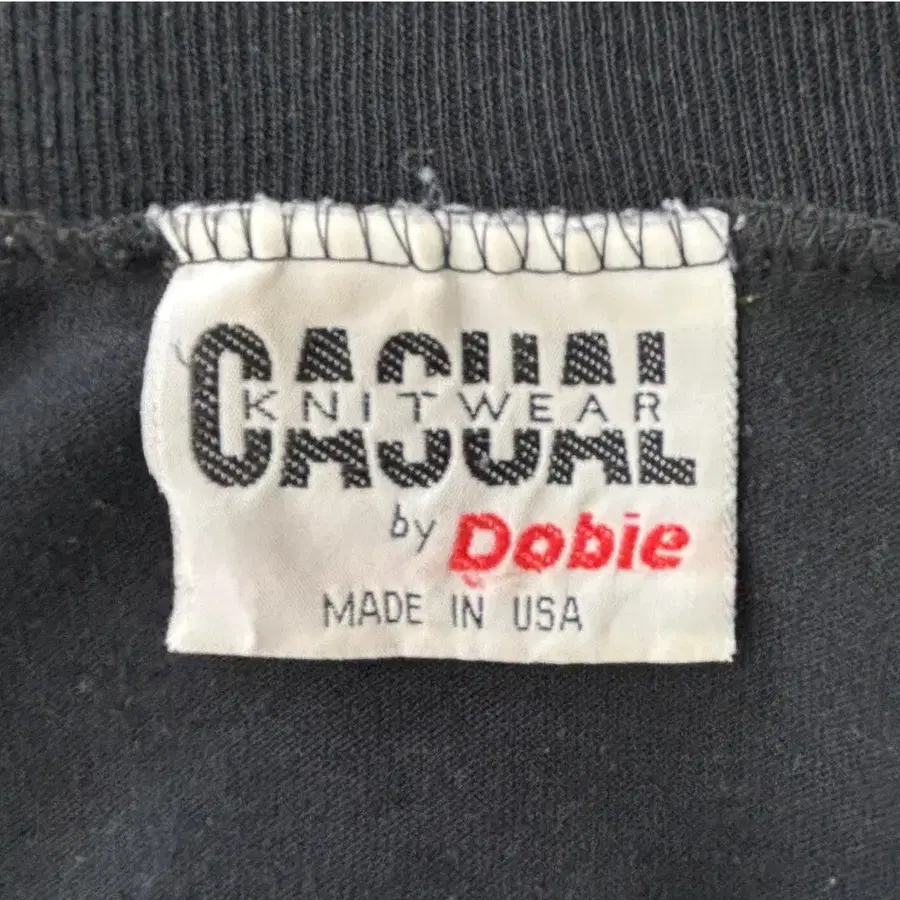 CASUAL
KNITWEAR
by Dobie
MADE IN USA